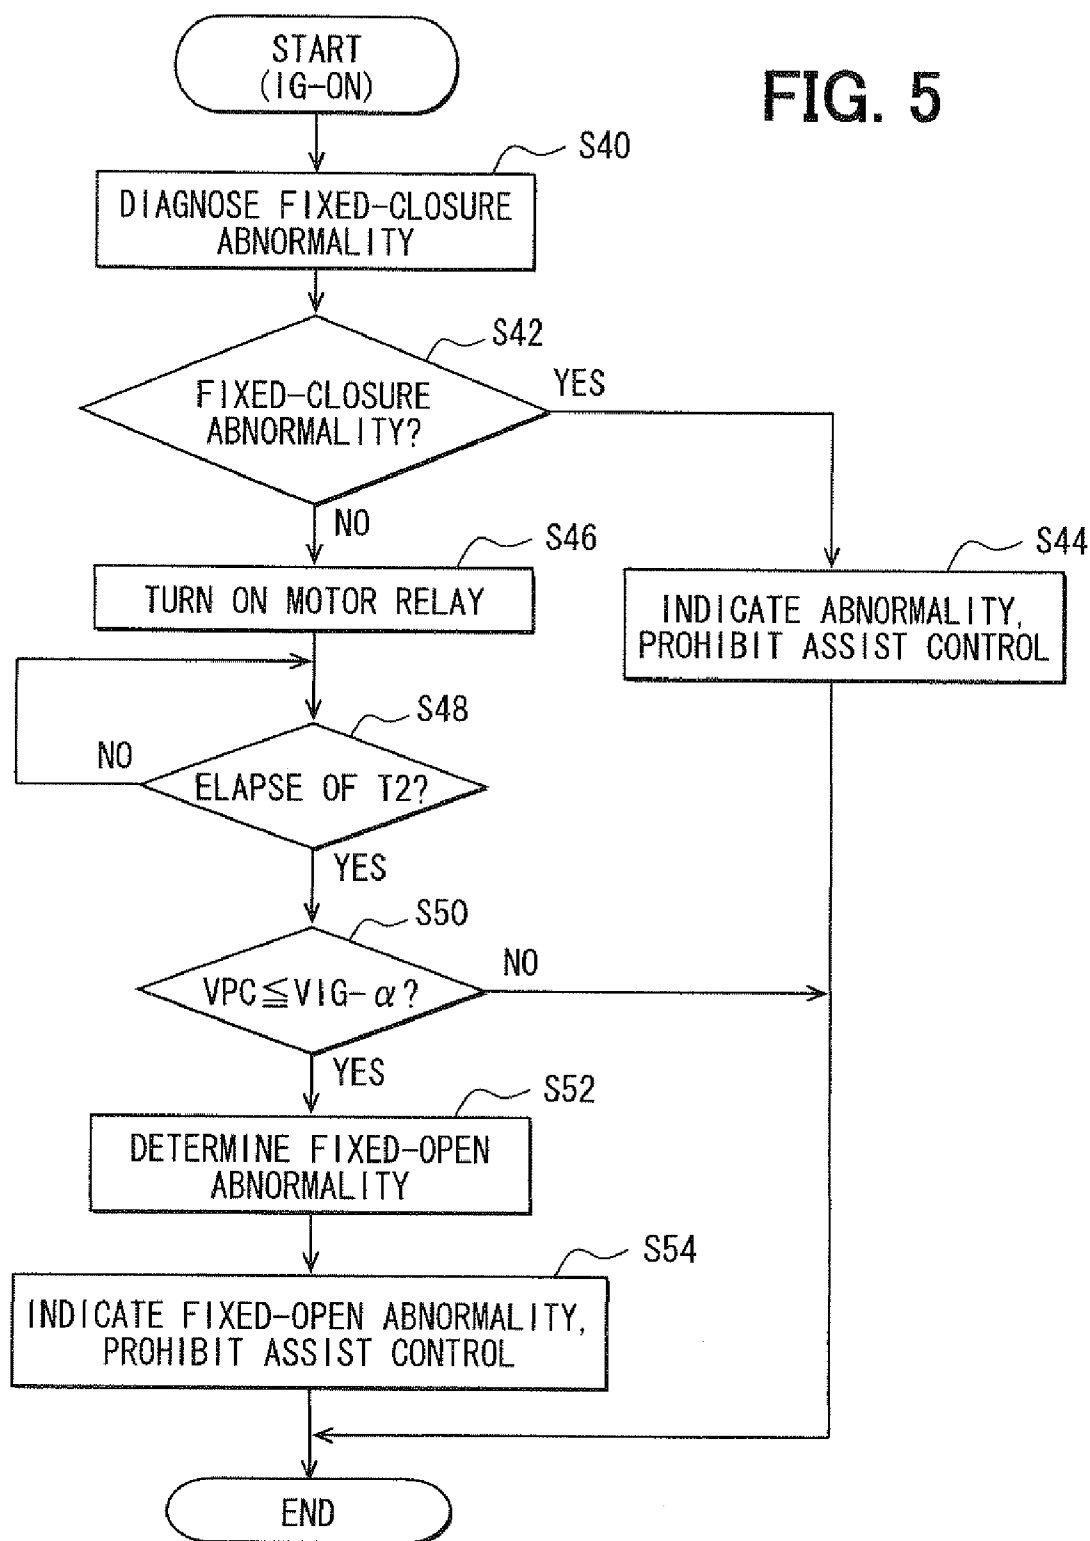 START
(IG-ON)
FIG. 5
S40
DIAGNOSE FIXED-CLOSURE
ABNORMALITY
S42
FIXED-CLOSURE
ABNORMALITY?
YES
NO
S46
TURN ON MOTOR RELAY
S44
INDICATE ABNORMALITY,
PROHIBIT ASSIST CONTROL
S48
NO
ELAPSE OF T2?
YES
S50
VPC≦VIG-α?
NO
YES
S52
DETERMINE FIXED-OPEN
ABNORMALITY
S54
INDICATE FIXED-OPEN ABNORMALITY,
PROHIBIT ASSIST CONTROL
END